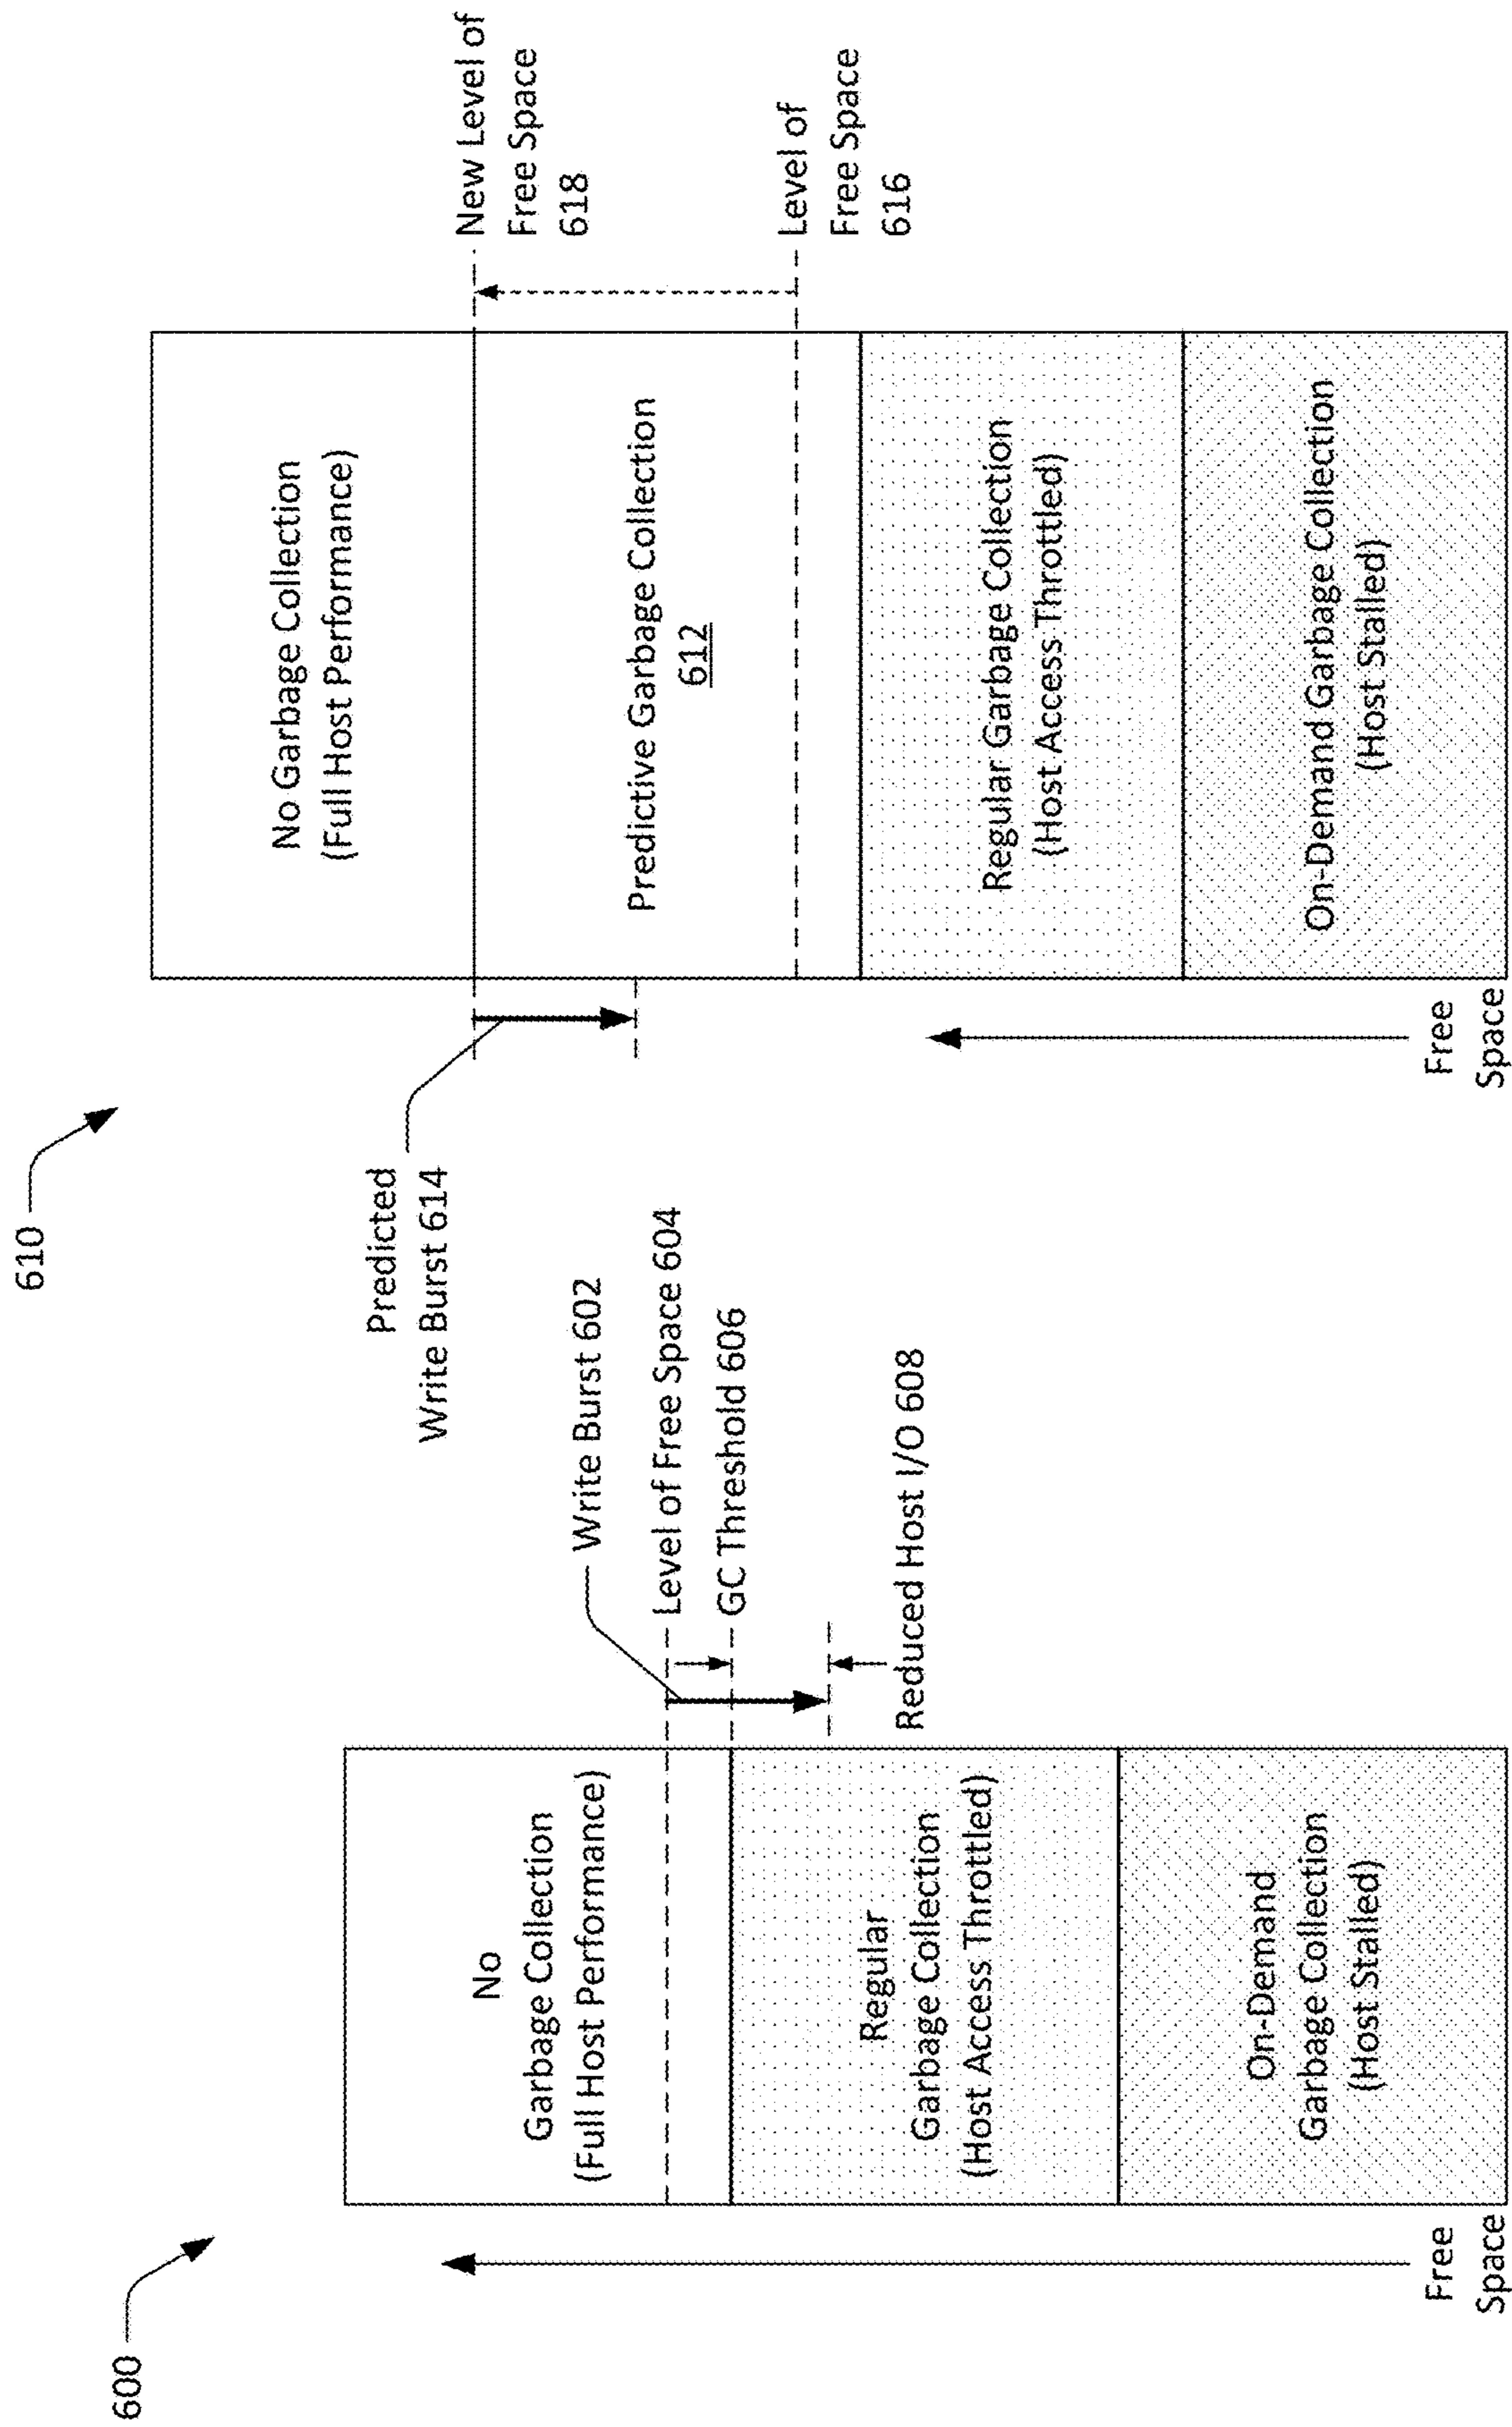 600
No
Garbage Collection
(Full Host Performance)
Regular
Garbage Collection
(Host Access Throttled)
On-Demand
Garbage Collection
(Host Stalled)
Free
Space
Write Burst 602
Level of Free Space 604
GC Threshold 606
Reduced Host I/O 608
610
Predicted
Write Burst 614
No Garbage Collection
(Full Host Performance)
Predictive Garbage Collection
612
Regular Garbage Collection
(Host Access Throttled)
On-Demand Garbage Collection
(Host Stalled)
Free
Space
New Level of
Free Space
618
Level of
Free Space
616